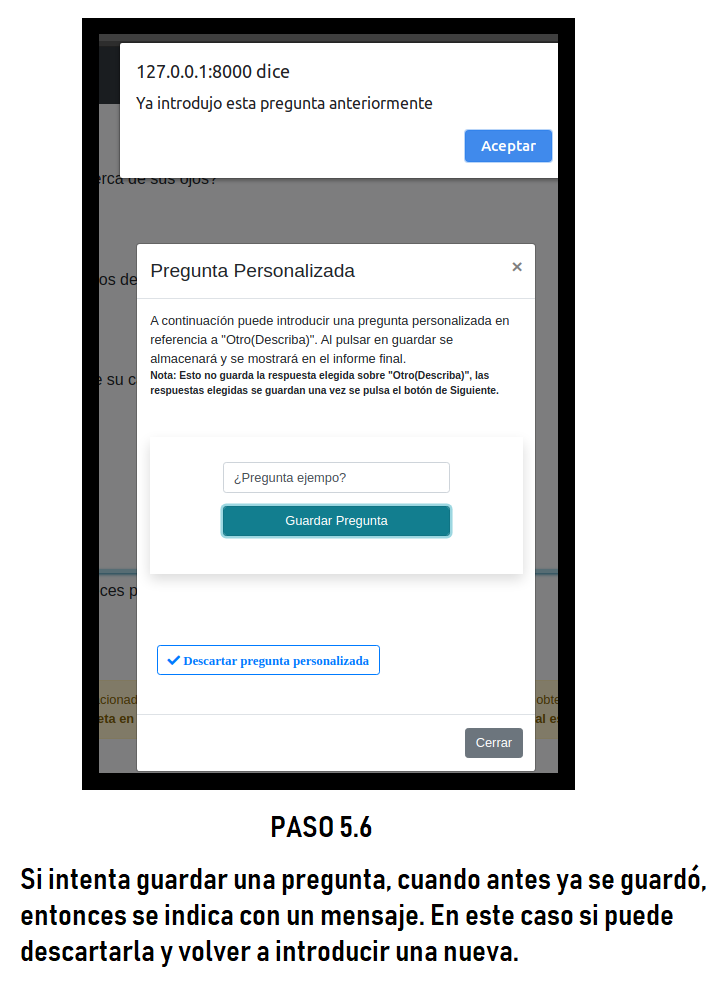 127.0.0.1:8000 dice
Ya introdujo esta pregunta anteriormente
Aceptar
erca de sus ojos?
os de
Pregunta Personalizada
×
A continuación puede introducir una pregunta personalizada en
referencia a "Otro(Describa)". Al pulsar en guardar se
almacenará y se mostrará en el informe final.
Nota: Esto no guarda la respuesta elegida sobre "Otro(Describa)", las
respuestas elegidas se guardan una vez se pulsa el botón de Siguiente.
e su c
¿Pregunta ejempo?
Guardar Pregunta
ces p
Descartar pregunta personalizada
cionad
obte
eta en
al es
Cerrar
PASO 5.6
Si intenta guardar una pregunta, cuando antes ya se guardó,
entonces se indica con un mensaje. En este caso si puede
descartarla y volver a introducir una nueva.